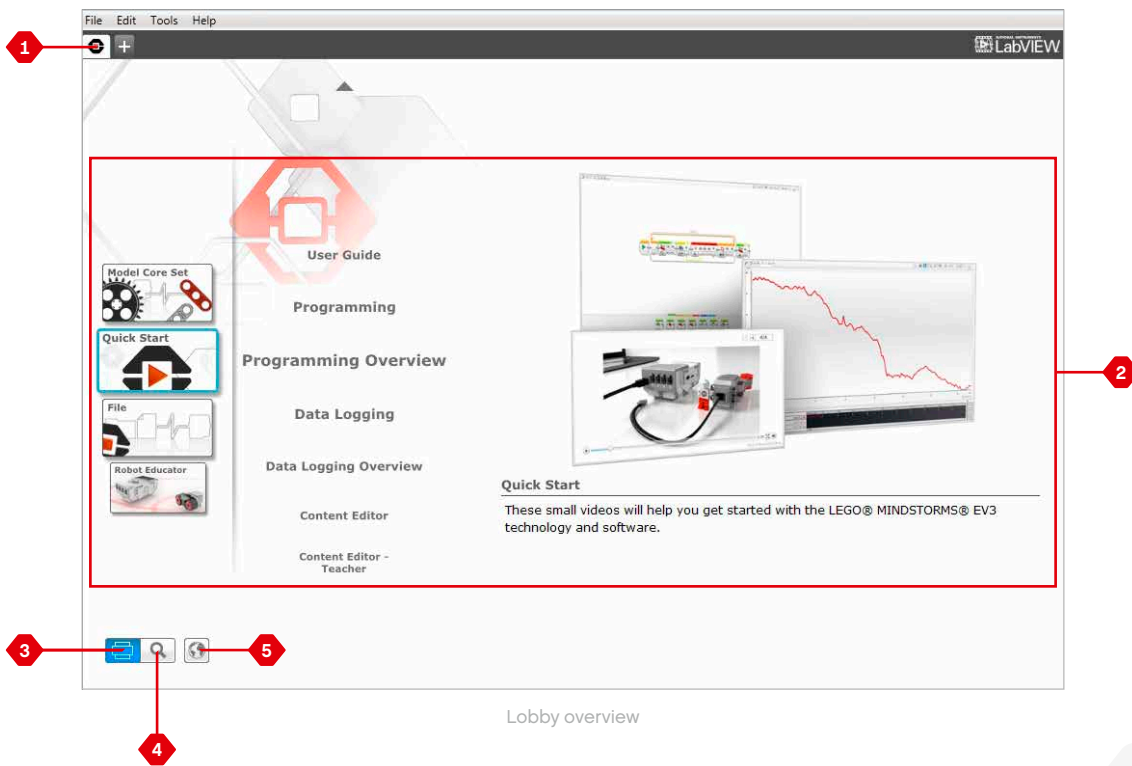 File Edit Tools Help
1
+
NATIONAL INSTRUMENTS
LabVIEW
2
User Guide
Model Core Set
Programming
Quick Start
Programming Overview
File
Data Logging
Robot Educator
Data Logging Overview
Content Editor
Content Editor -
Teacher
Quick Start
These small videos will help you get started with the LEGO® MINDSTORMS® EV3
technology and software.
3
5
4
Lobby overview